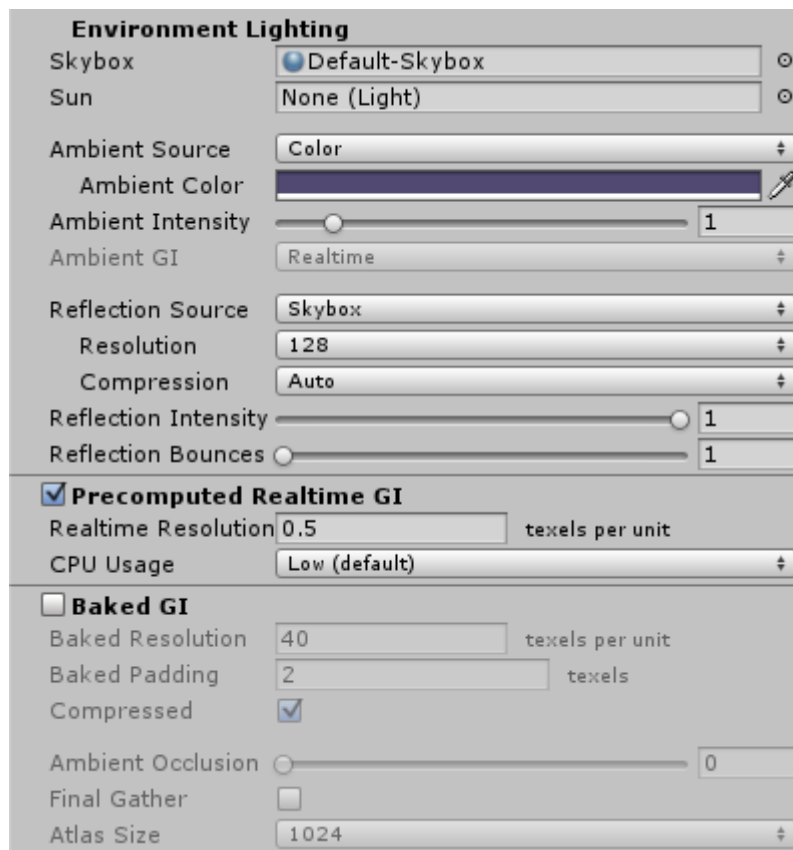 Environment Lighting
Skybox Default-Skybox
Sun None (Light)
Ambient Source Color
Ambient Color
Ambient Intensity 1
Ambient GI Realtime
Reflection Source Skybox
Resolution 128
Compression Auto
Reflection Intensity 1
Reflection Bounces 1
Precomputed Realtime GI
Realtime Resolution 0.5 texels per unit
CPU Usage Low (default)
Baked GI
Baked Resolution 40 texels per unit
Baked Padding 2 texels
Compressed
Ambient Occlusion 0
Final Gather
Atlas Size 1024